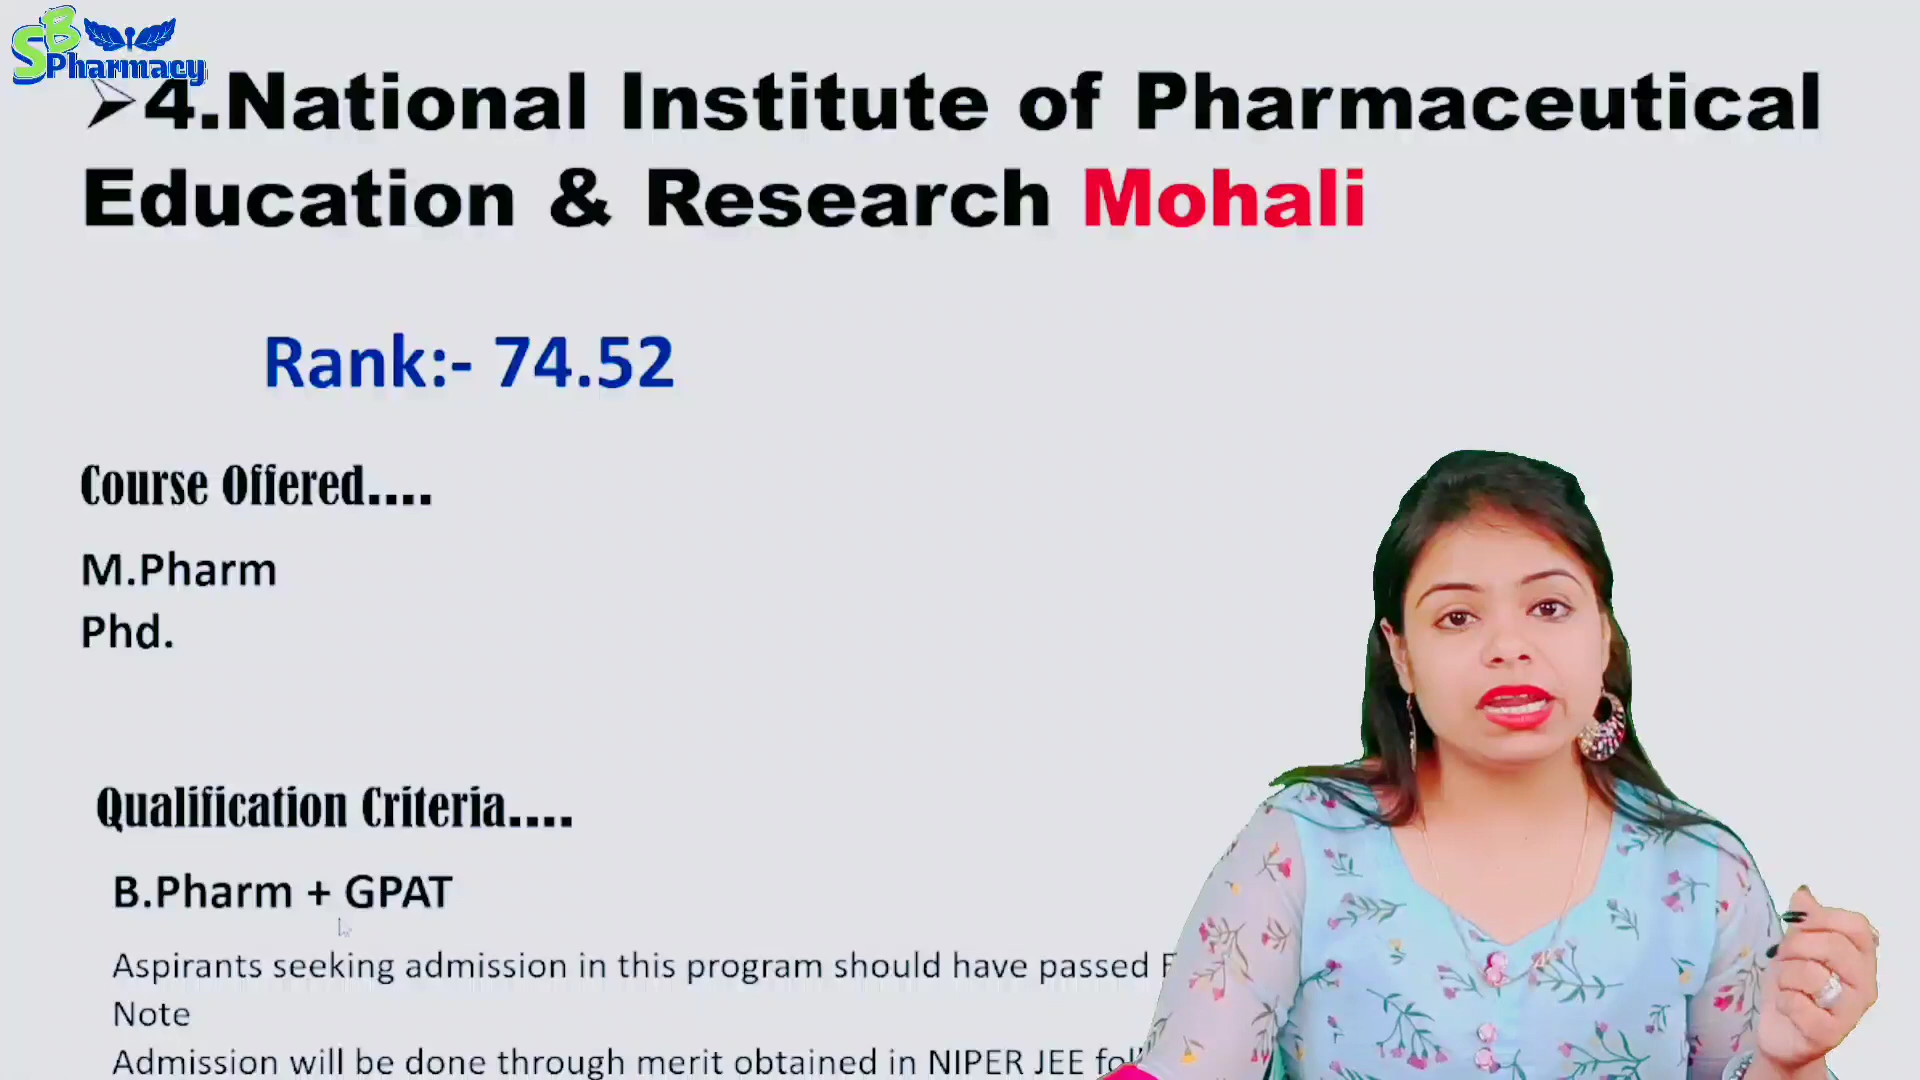 SB
Pharmacy
➢4.National Institute of Pharmaceutical
Education & Research Mohali
Rank:- 74.52
Course Offered....
M.Pharm
Phd.
Qualification Criteria....
B.Pharm + GPAT
Aspirants seeking admission in this program should have passed
Note
Admission will be done through merit obtained in NIPER JEE